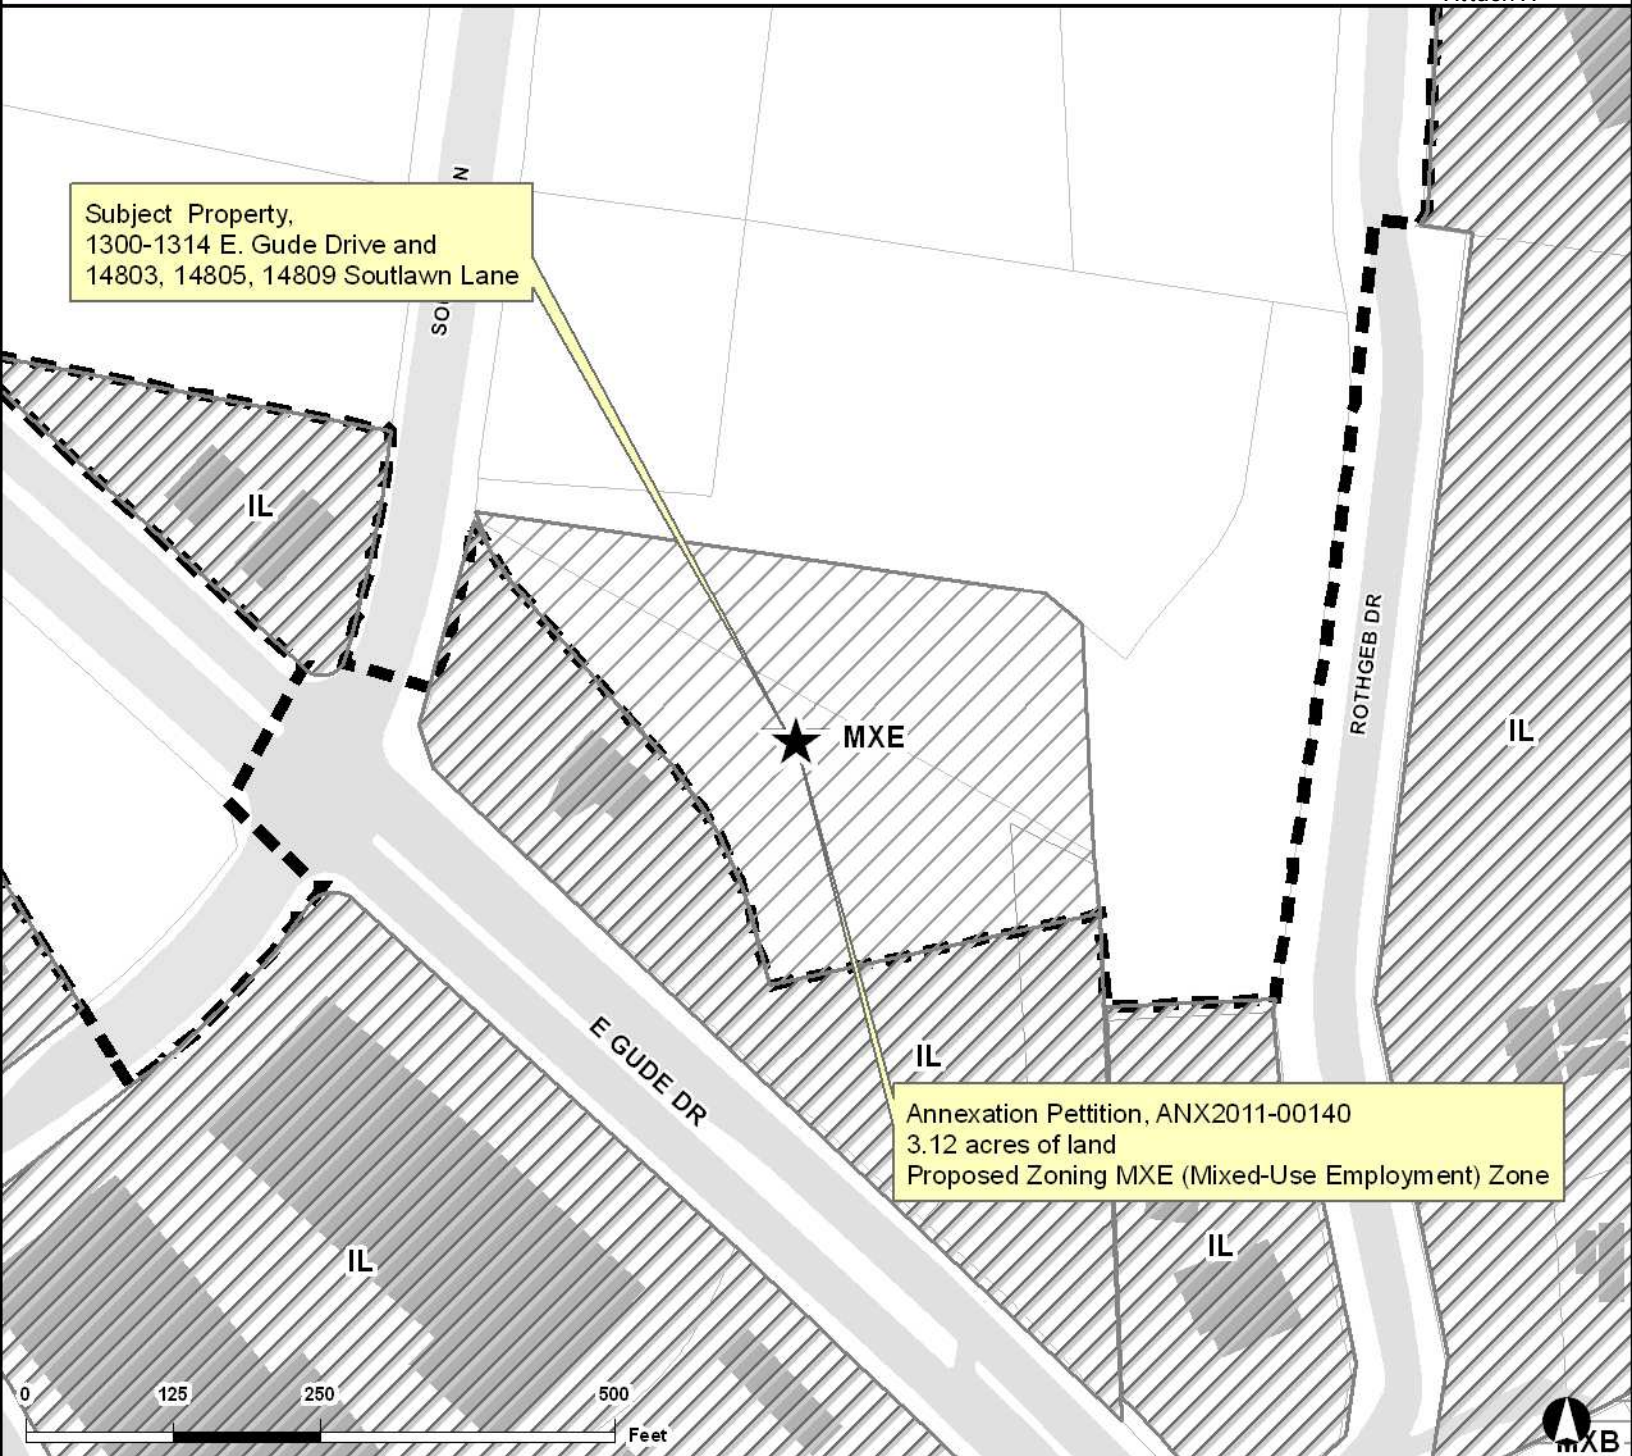 Subject Property,
1300-1314 E. Gude Drive and
14803, 14805, 14809 Soutlawn Lane
IL
MXE
ROTHGEB DR
IL
E GUDE DR
IL
Annexation Pettition, ANX2011-00140
3.12 acres of land
Proposed Zoning MXE (Mixed-Use Employment) Zone
IL
IL
0 125 250 500
Feet